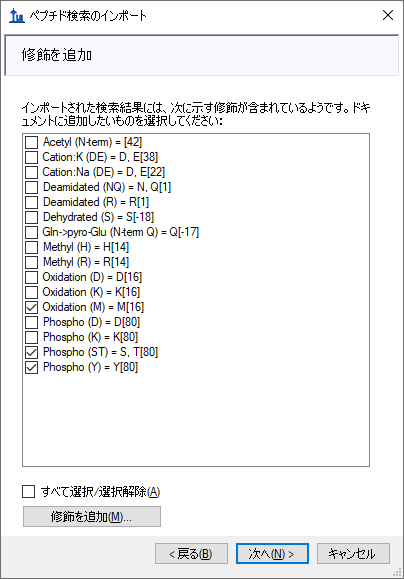 ペプチド検索のインポート
修飾を追加
インポートされた検索結果には、次に示す修飾が含まれているようです。ドキ
ュメントに追加したいものを選択してください:
Acetyl (N-term) = [42]
Cation:K (DE) = D, E[38]
Cation:Na (DE) = D, E[22]
Deamidated (NQ) = N, Q[1]
Deamidated (R) = R[1]
Dehydrated (S) = S[-18]
Gln->pyro-Glu (N-term Q) = Q[-17]
Methyl (H) = H[14]
Methyl (R) = R[14]
Oxidation (D) = D[16]
Oxidation (K) = K[16]
Oxidation (M) = M[16]
Phospho (D) = D[80]
Phospho (K) = K[80]
Phospho (ST) = S, T[80]
Phospho (Y) = Y[80]
すべて選択/選択解除(A)
修飾を追加(M)...
< 戻る(B)
次へ(N) >
キャンセル